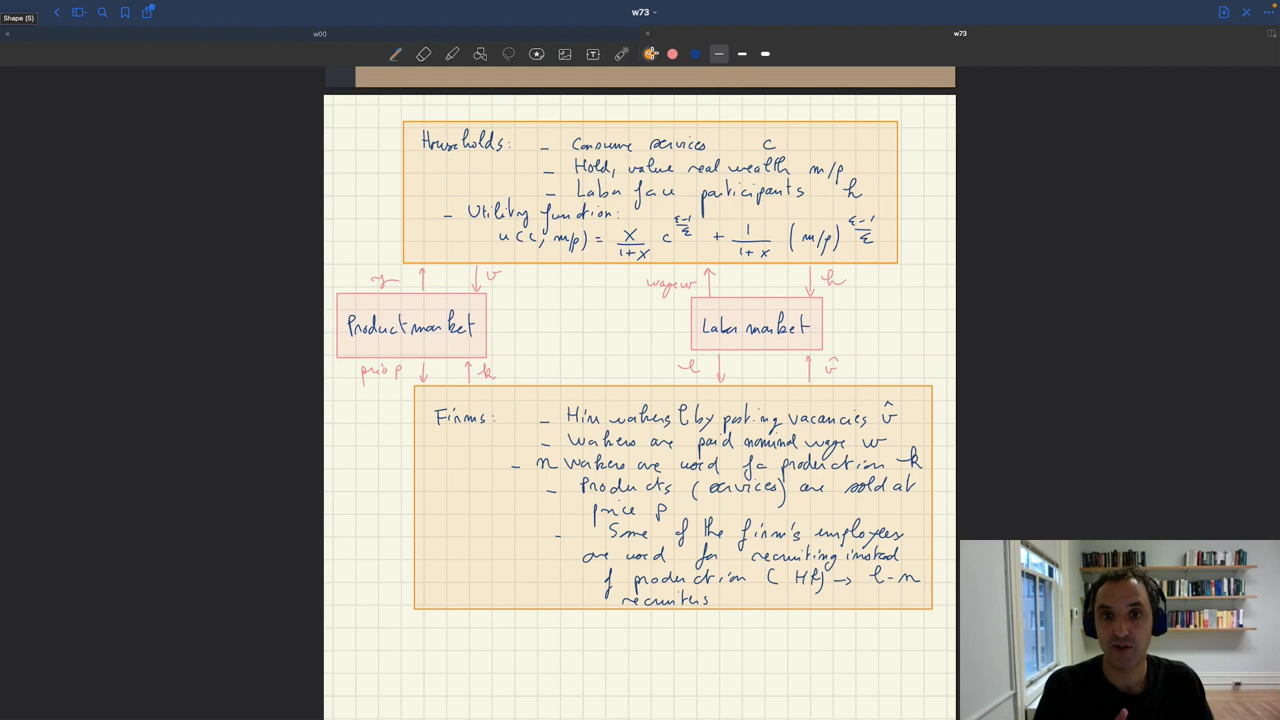 Shape (S)
w73
w00
w73
Households: - Consume services c
- Hold, value real wealth m/p
- Labor force participants h
- Utility function:
u(c, m/p) = χ/(1+χ) c^((ε-1)/ε) + 1/(1+χ) (m/p)^((ε-1)/ε)
y v wage w h
Product market Labor market
price p k l v̂
Firms: - Hire workers l by posting vacancies v̂
- Workers are paid nominal wage w
- n workers are used for production k
- Products (services) are sold at
price p
- Some of the firm's employees
are used for recruiting instead
of production (HR) → l-n
recruiters